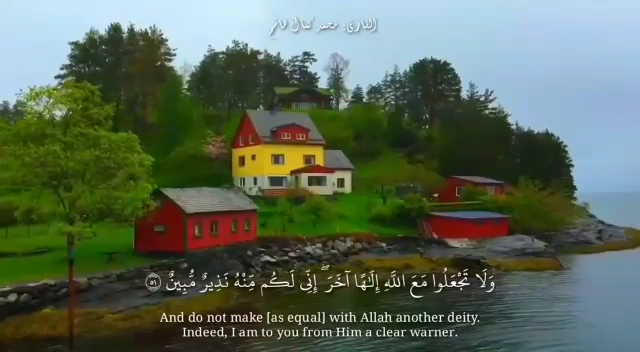 القارئ: محمد كمال فاتح
وَلَا تَجْعَلُوا مَعَ اللَّهِ إِلَٰهًا آخَرَ ۖ إِنِّي لَكُم مِّنْهُ نَذِيرٌ مُّبِينٌ ﴿٥١﴾
And do not make [as equal] with Allah another deity.
Indeed, I am to you from Him a clear warner.